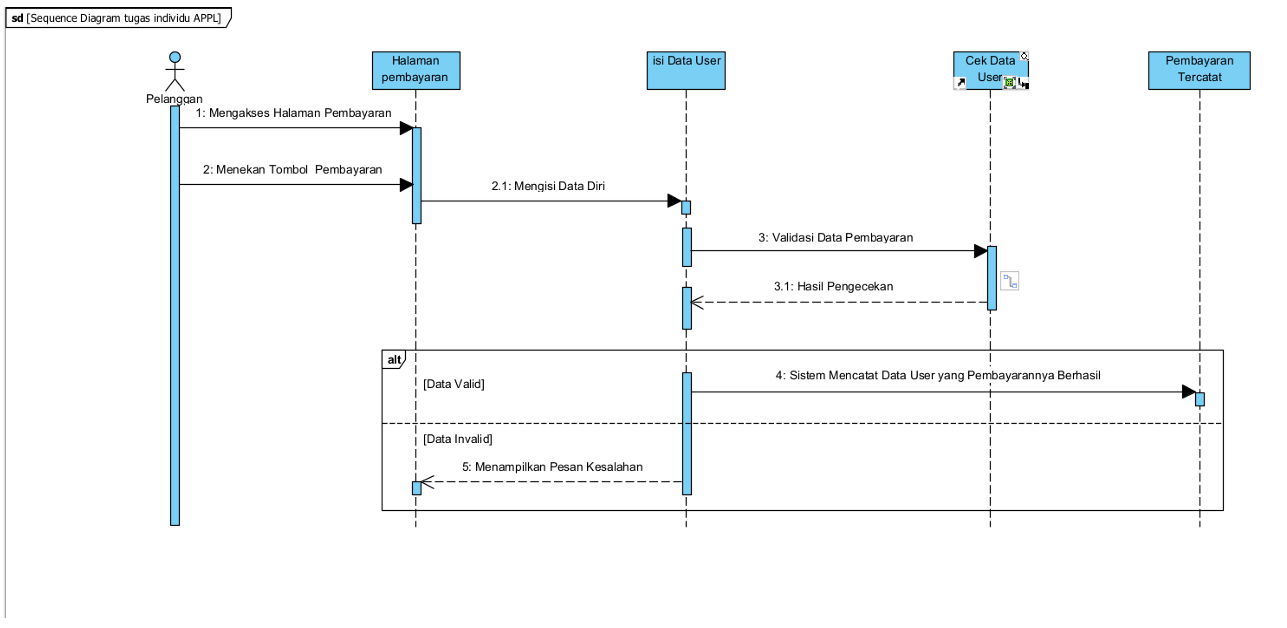 sd [Sequence Diagram tugas individu APPL]
Pelanggan
Halaman
pembayaran
isi Data User
Cek Data
User
Pembayaran
Tercatat
1: Mengakses Halaman Pembayaran
2: Menekan Tombol Pembayaran
2.1: Mengisi Data Diri
3: Validasi Data Pembayaran
3.1: Hasil Pengecekan
alt
[Data Valid]
4: Sistem Mencatat Data User yang Pembayarannya Berhasil
[Data Invalid]
5: Menampilkan Pesan Kesalahan